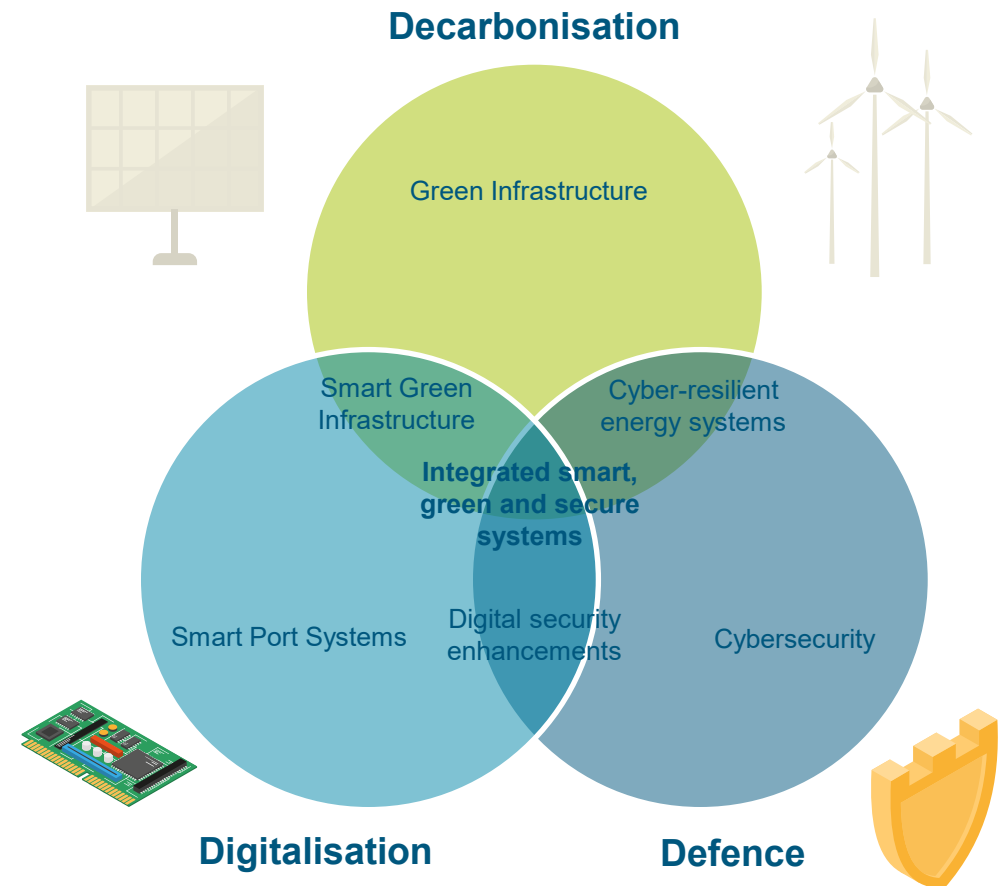 Decarbonisation
Green Infrastructure
Smart Green
Infrastructure
Cyber-resilient
energy systems
Integrated smart,
green and secure
systems
Smart Port Systems
Digital security
enhancements
Cybersecurity
Digitalisation
Defence